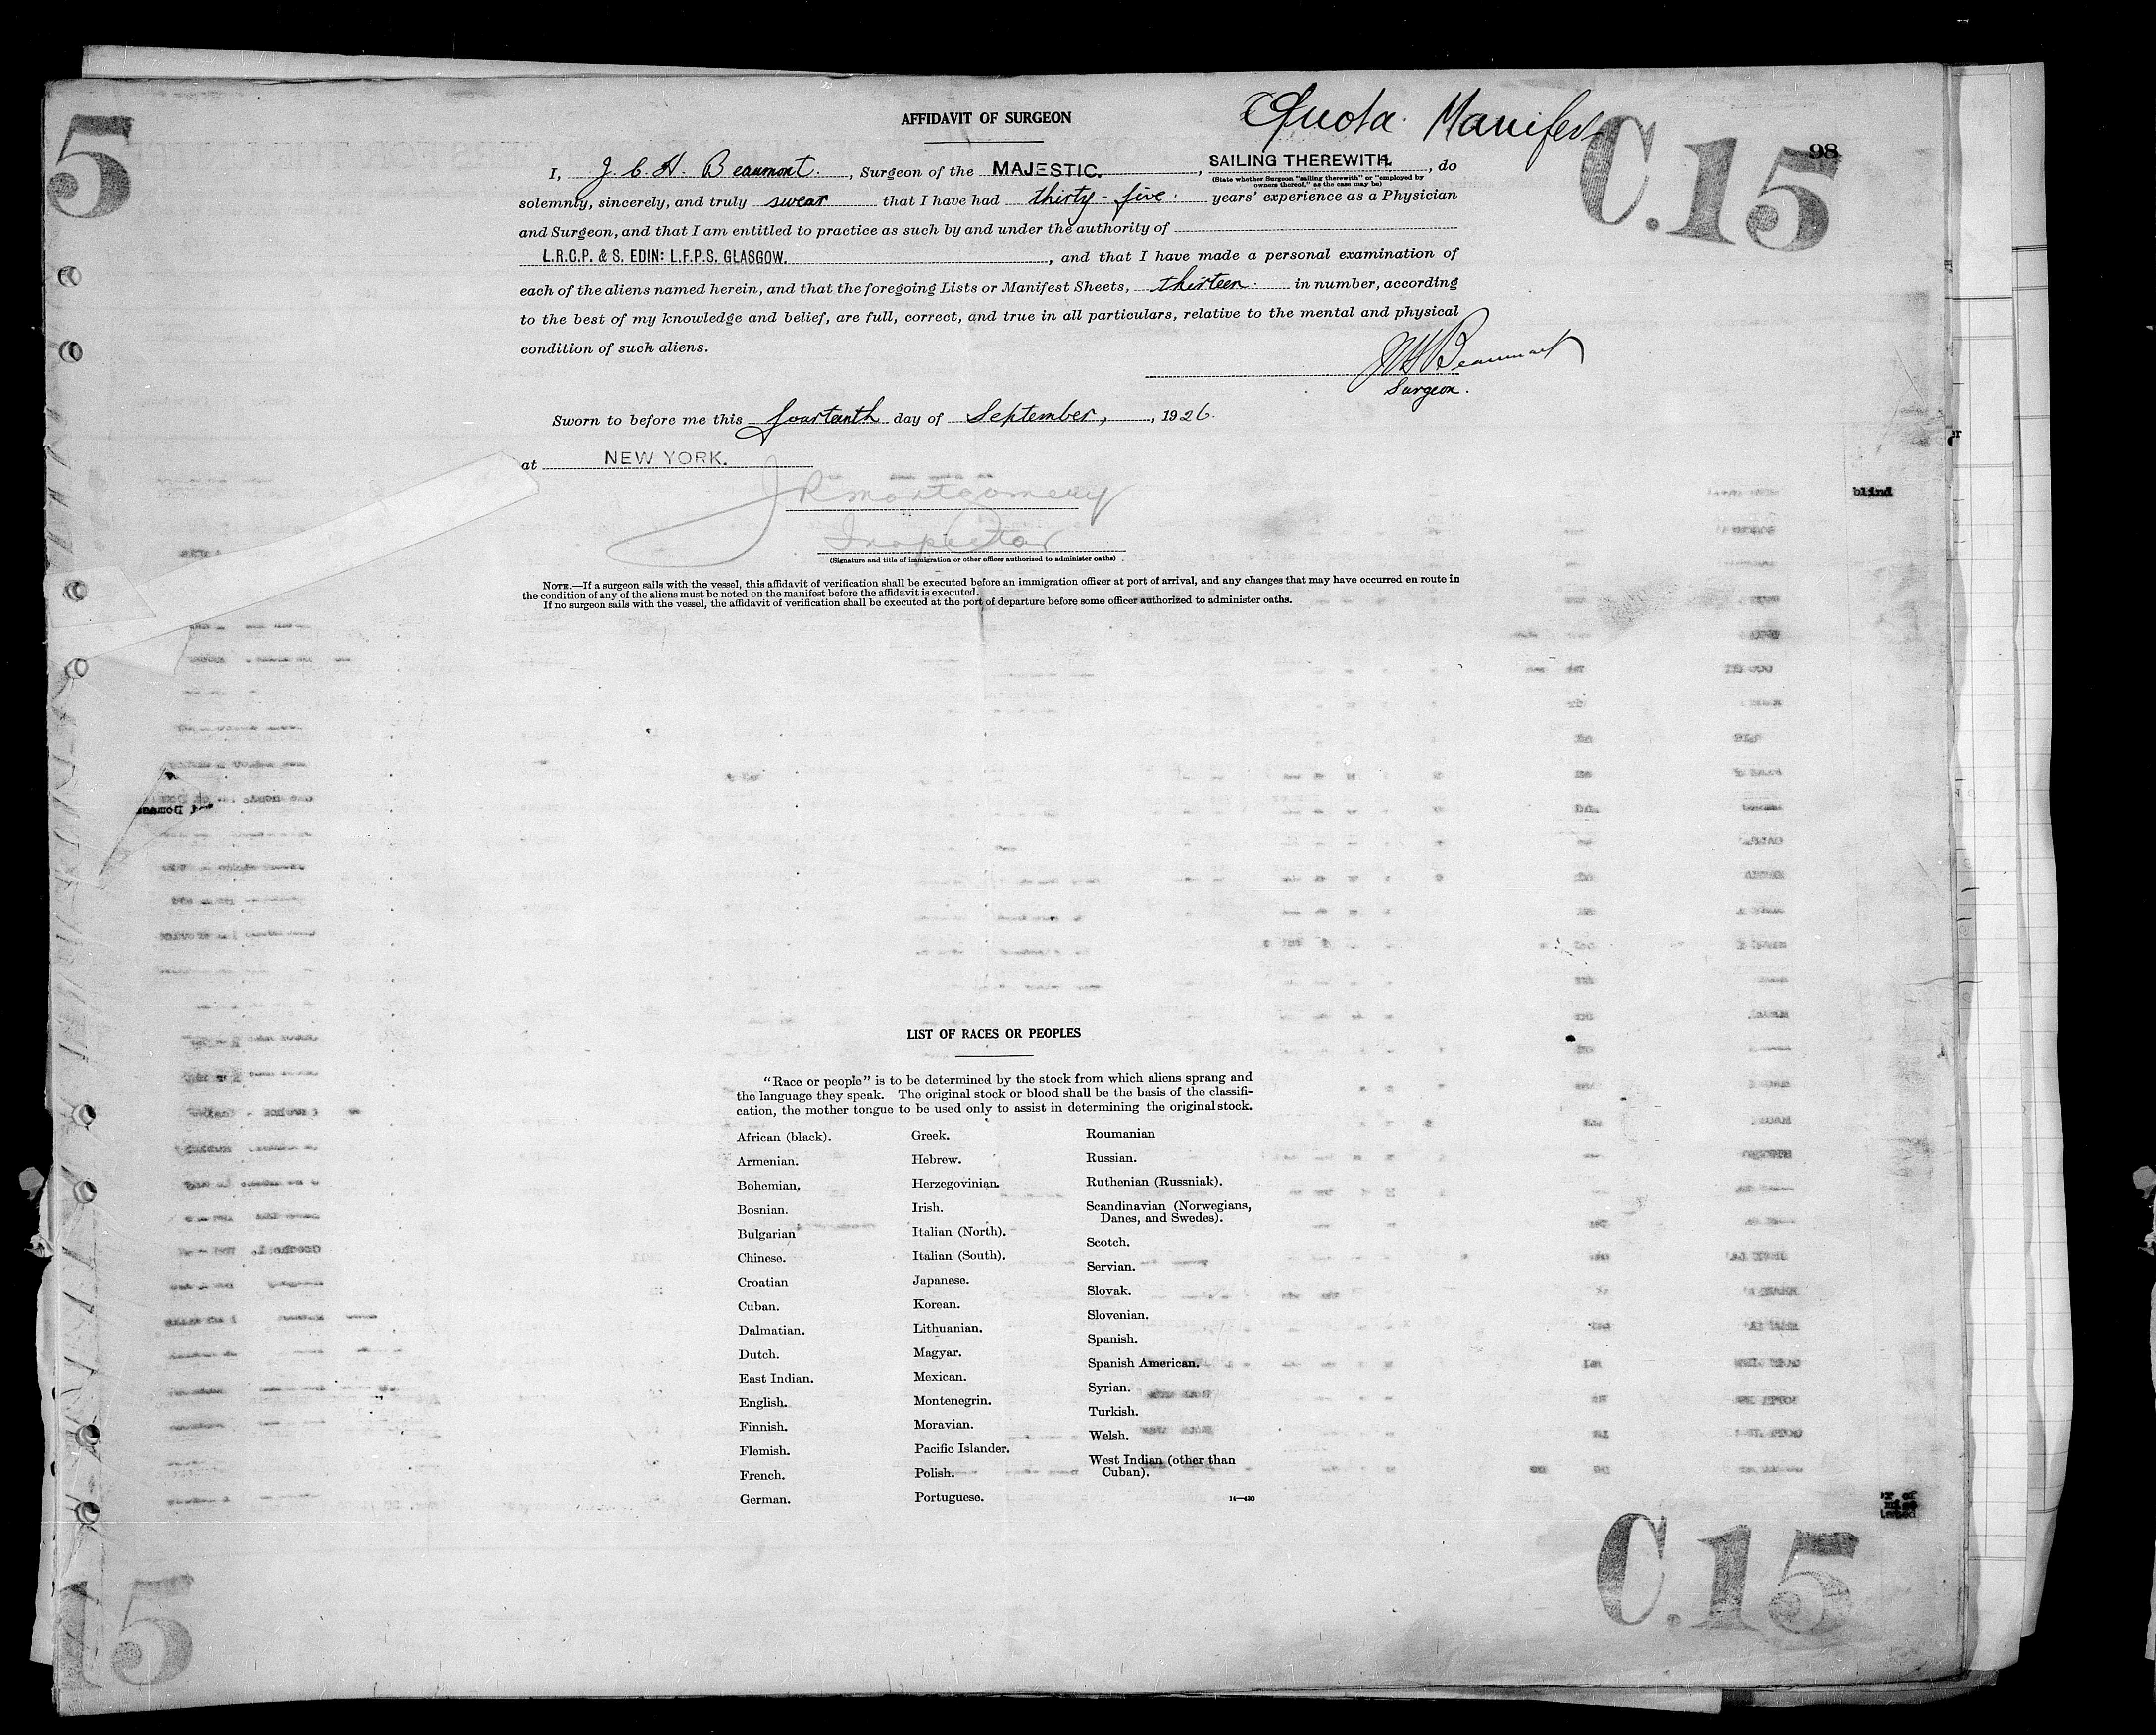 5
Quota Manifest
C.15
98
AFFIDAVIT OF SURGEON
I, J. C. H. Beaumont., Surgeon of the MAJESTIC., SAILING THEREWITH., do
(State whether Surgeon "sailing therewith" or "employed by
owners thereof," as the case may be)
solemnly, sincerely, and truly swear that I have had thirty-five. years' experience as a Physician
and Surgeon, and that I am entitled to practice as such by and under the authority of
L.R.C.P. & S. EDIN: L.F.P.S. GLASGOW., and that I have made a personal examination of
each of the aliens named herein, and that the foregoing Lists or Manifest Sheets, thirteen. in number, according
to the best of my knowledge and belief, are full, correct, and true in all particulars, relative to the mental and physical
condition of such aliens.
Beaumont
Surgeon.
Sworn to before me this fourteenth day of September, , 1926.
at NEW YORK.
J R Montgomery
Inspector
(Signature and title of immigration or other officer authorized to administer oaths)
blind
NOTE.—If a surgeon sails with the vessel, this affidavit of verification shall be executed before an immigration officer at port of arrival, and any changes that may have occurred en route in
the condition of any of the aliens must be noted on the manifest before the affidavit is executed.
If no surgeon sails with the vessel, the affidavit of verification shall be executed at the port of departure before some officer authorized to administer oaths.
LIST OF RACES OR PEOPLES
"Race or people" is to be determined by the stock from which aliens sprang and
the language they speak. The original stock or blood shall be the basis of the classifi-
cation, the mother tongue to be used only to assist in determining the original stock.
African (black).
Armenian.
Bohemian.
Bosnian.
Bulgarian
Chinese.
Croatian
Cuban.
Dalmatian.
Dutch.
East Indian.
English.
Finnish.
Flemish.
French.
German.
Greek.
Hebrew.
Herzegovinian.
Irish.
Italian (North).
Italian (South).
Japanese.
Korean.
Lithuanian.
Magyar.
Mexican.
Montenegrin.
Moravian.
Pacific Islander.
Polish.
Portuguese.
Roumanian
Russian.
Ruthenian (Russniak).
Scandinavian (Norwegians,
Danes, and Swedes).
Scotch.
Servian.
Slovak.
Slovenian.
Spanish.
Spanish American.
Syrian.
Turkish.
Welsh.
West Indian (other than
Cuban).
14—430
15
C.15